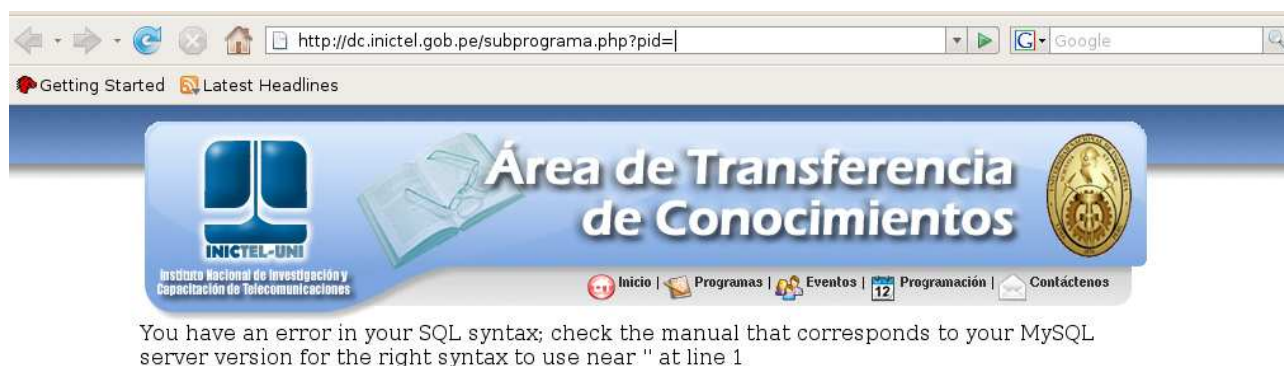 http://dc.inictel.gob.pe/subprograma.php?pid=
G Google
Getting Started Latest Headlines
Área de Transferencia
de Conocimientos
INICTEL-UNI
Instituto Nacional de Investigación y
Capacitación de Telecomunicaciones
Inicio | Programas | Eventos | 12 Programación | Contáctenos
You have an error in your SQL syntax; check the manual that corresponds to your MySQL
server version for the right syntax to use near '' at line 1